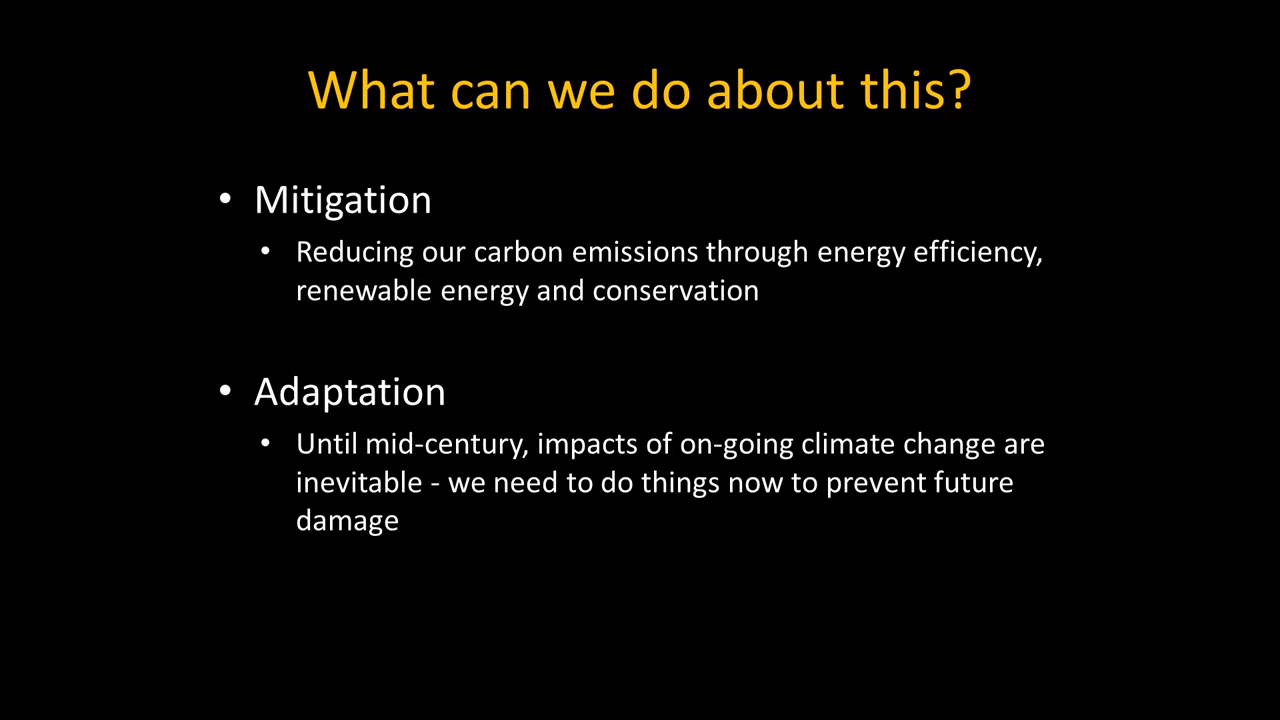 What can we do about this?
• Mitigation
• Reducing our carbon emissions through energy efficiency,
renewable energy and conservation
• Adaptation
• Until mid-century, impacts of on-going climate change are
inevitable - we need to do things now to prevent future
damage